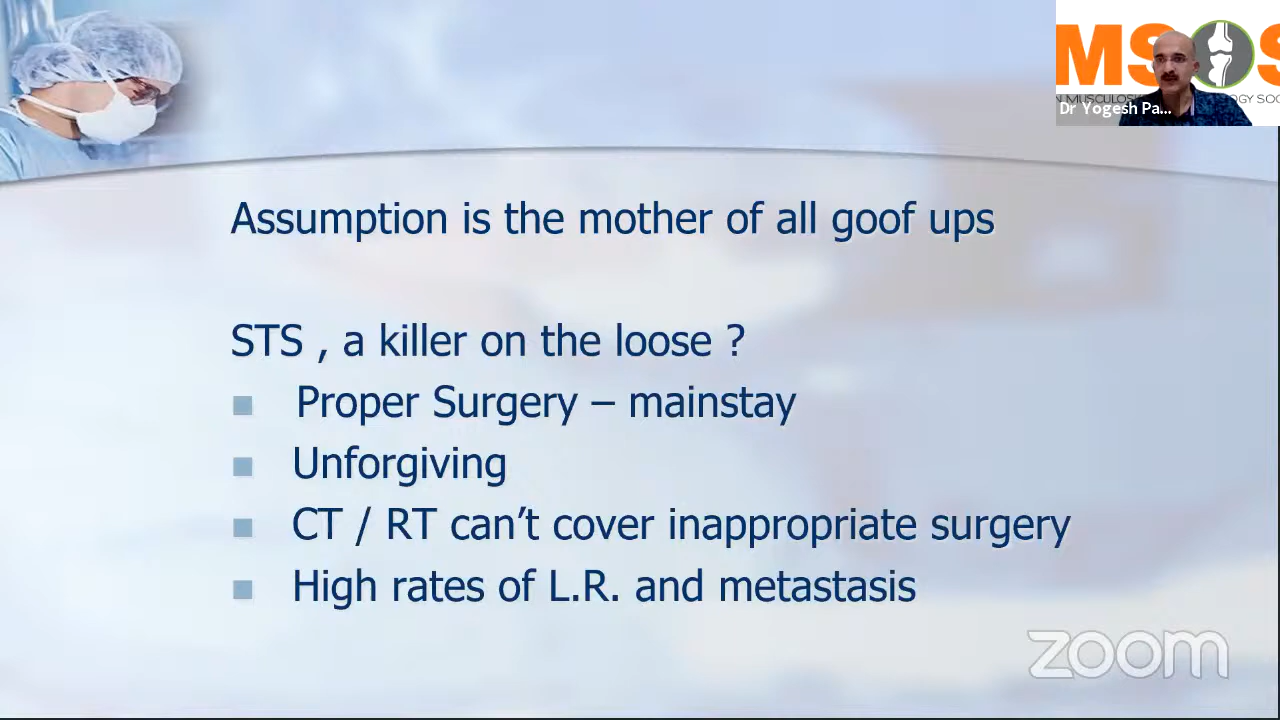 MSOS
Dr Yogesh Pa...
Assumption is the mother of all goof ups
STS , a killer on the loose ?
Proper Surgery – mainstay
Unforgiving
CT / RT can’t cover inappropriate surgery
High rates of L.R. and metastasis
zoom